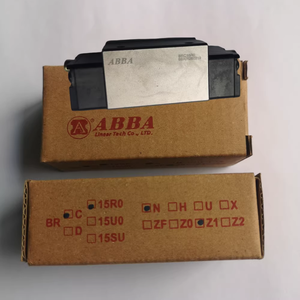 ABBA
ABBA
Linear Tech Co., LTD.
BR C D
15R0 15U0 15SU
N H U X
ZF Z0 Z1 Z2